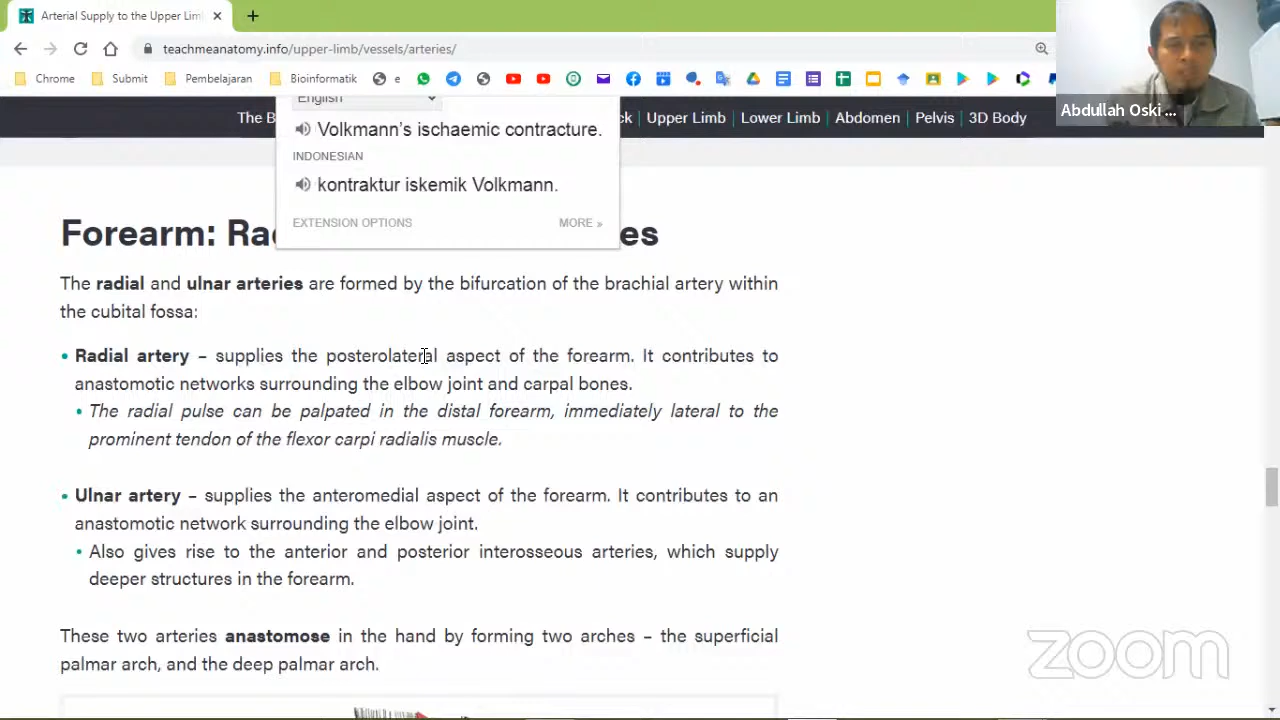 Arterial Supply to the Upper Lim
teachmeanatomy.info/upper-limb/vessels/arteries/
Chrome Submit Pembelajaran Bioinformatik e
Abdullah Oski ...
The B
ck Upper Limb Lower Limb Abdomen Pelvis 3D Body
English
Volkmann's ischaemic contracture.
INDONESIAN
kontraktur iskemik Volkmann.
EXTENSION OPTIONS MORE »
Forearm: Ra es
The radial and ulnar arteries are formed by the bifurcation of the brachial artery within
the cubital fossa:
• Radial artery – supplies the posterolateral aspect of the forearm. It contributes to
anastomotic networks surrounding the elbow joint and carpal bones.
• The radial pulse can be palpated in the distal forearm, immediately lateral to the
prominent tendon of the flexor carpi radialis muscle.
• Ulnar artery – supplies the anteromedial aspect of the forearm. It contributes to an
anastomotic network surrounding the elbow joint.
• Also gives rise to the anterior and posterior interosseous arteries, which supply
deeper structures in the forearm.
These two arteries anastomose in the hand by forming two arches – the superficial
palmar arch, and the deep palmar arch.
zoom